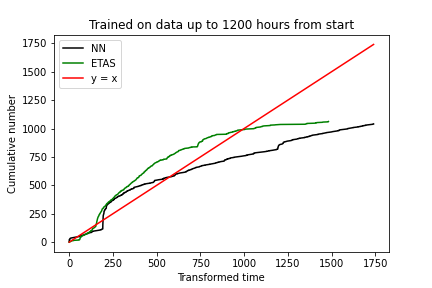 Trained on data up to 1200 hours from start
NN
ETAS
y = x
Cumulative number
1750
1500
1250
1000
750
500
250
0
0
250
500
750
1000
1250
1500
1750
Transformed time